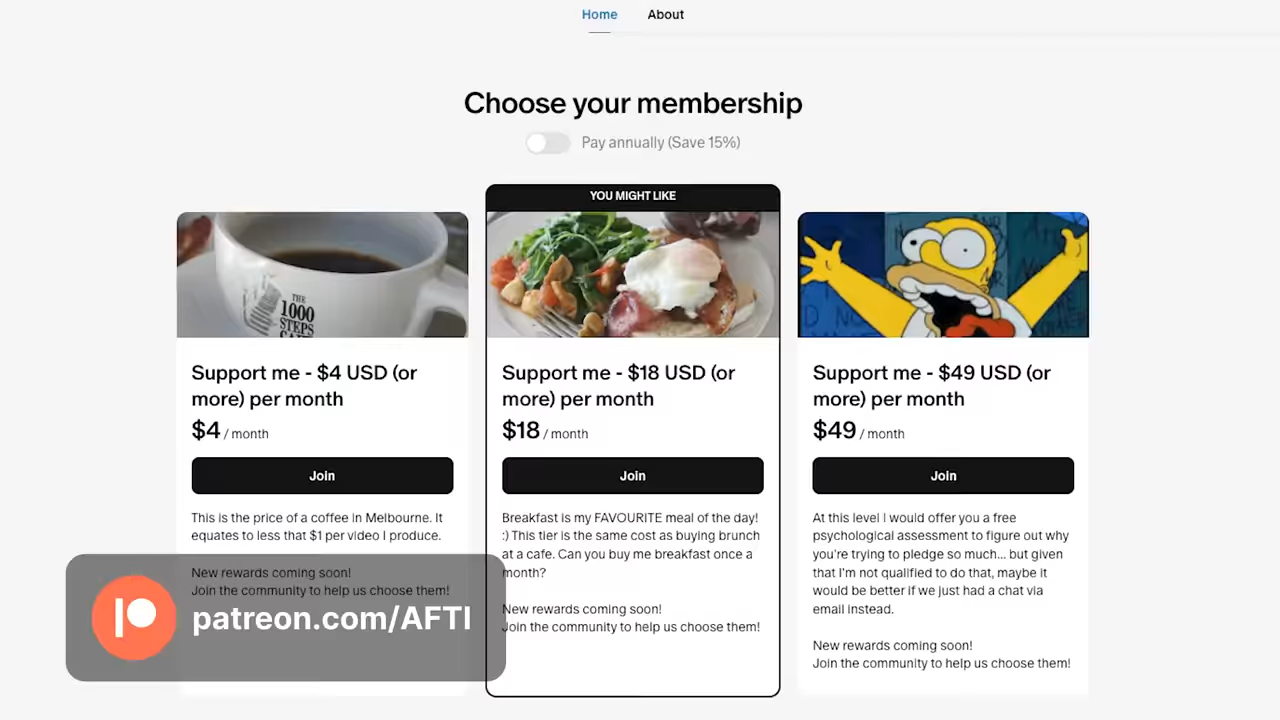 Home
About
Choose your membership
Pay annually (Save 15%)
YOU MIGHT LIKE
THE
1000
STEPS
Support me - $4 USD (or
more) per month
$4 / month
Join
This is the price of a coffee in Melbourne. It
equates to less that $1 per video I produce.
New rewards coming soon!
Join the community to help us choose them!
Support me - $18 USD (or
more) per month
$18 / month
Join
Breakfast is my FAVOURITE meal of the day!
:) This tier is the same cost as buying brunch
at a cafe. Can you buy me breakfast once a
month?
New rewards coming soon!
Join the community to help us choose them!
Support me - $49 USD (or
more) per month
$49 / month
Join
At this level I would offer you a free
psychological assessment to figure out why
you're trying to pledge so much... but given
that I'm not qualified to do that, maybe it
would be better if we just had a chat via
email instead.
New rewards coming soon!
Join the community to help us choose them!
patreon.com/AFTI